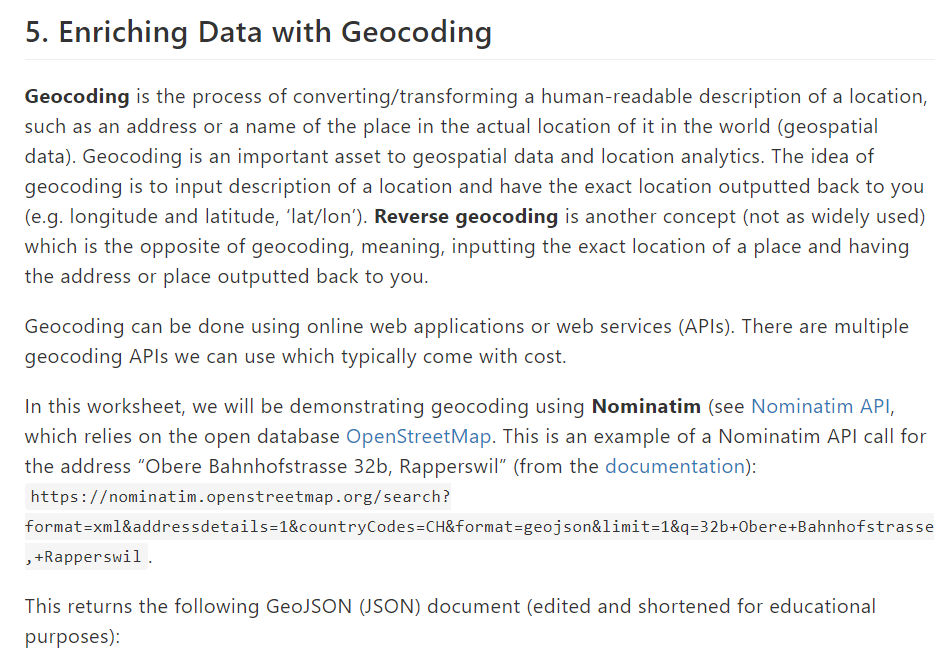 5. Enriching Data with Geocoding
Geocoding is the process of converting/transforming a human-readable description of a location,
such as an address or a name of the place in the actual location of it in the world (geospatial
data). Geocoding is an important asset to geospatial data and location analytics. The idea of
geocoding is to input description of a location and have the exact location outputted back to you
(e.g. longitude and latitude, ‘lat/lon’). Reverse geocoding is another concept (not as widely used)
which is the opposite of geocoding, meaning, inputting the exact location of a place and having
the address or place outputted back to you.
Geocoding can be done using online web applications or web services (APIs). There are multiple
geocoding APIs we can use which typically come with cost.
In this worksheet, we will be demonstrating geocoding using Nominatim (see Nominatim API,
which relies on the open database OpenStreetMap. This is an example of a Nominatim API call for
the address “Obere Bahnhofstrasse 32b, Rapperswil” (from the documentation):
https://nominatim.openstreetmap.org/search?
format=xml&addressdetails=1&countryCodes=CH&format=geojson&limit=1&q=32b+Obere+Bahnhofstrasse
,+Rapperswil .
This returns the following GeoJSON (JSON) document (edited and shortened for educational
purposes):